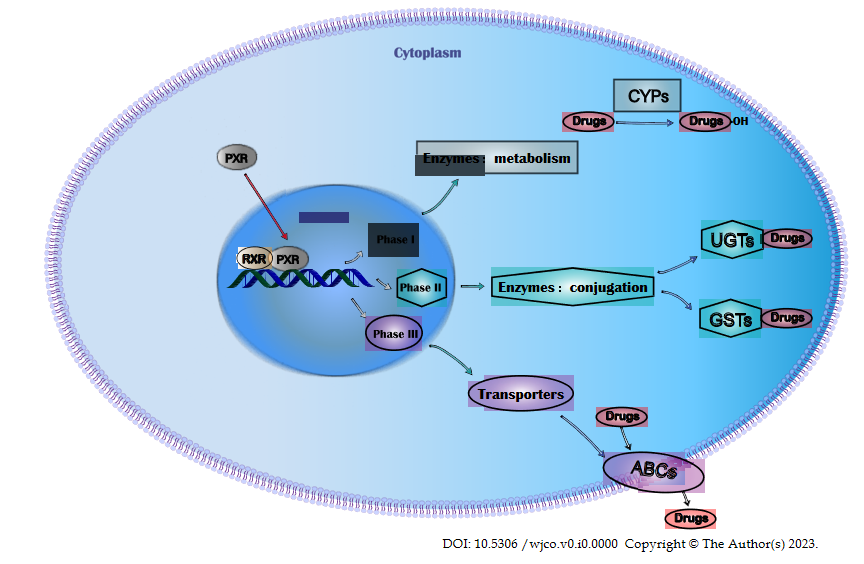 Cytoplasm
CYPs
Drugs
Drugs-OH
PXR
Enzymes : metabolism
Phase I
RXR PXR
UGTs Drugs
Phase II
Enzymes : conjugation
GSTs Drugs
Phase III
Transporters
Drugs
ABCs
Drugs
DOI: 10.5306 /wjco.v0.i0.0000 Copyright © The Author(s) 2023.